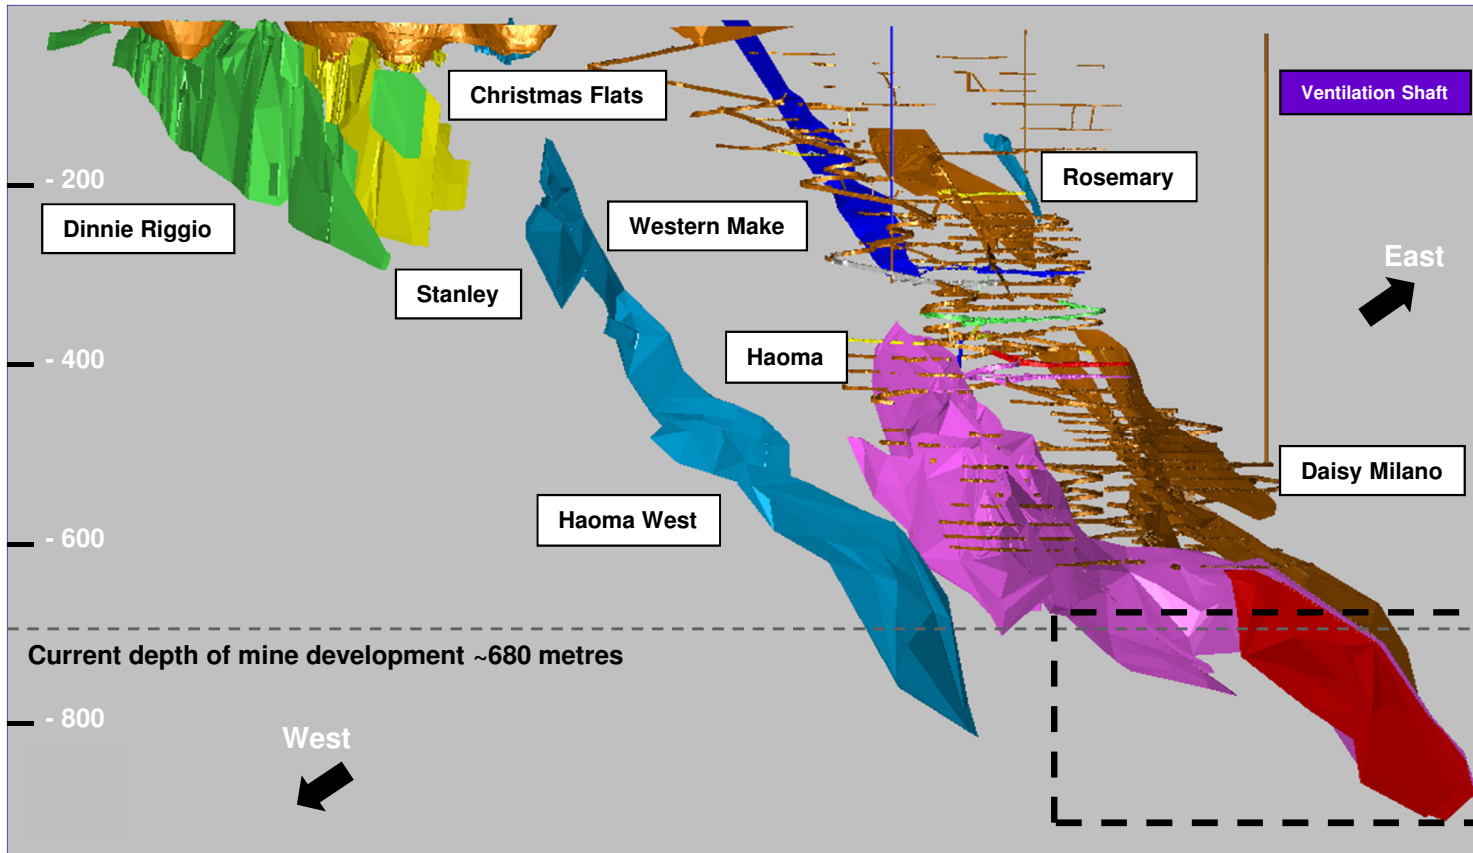 Christmas Flats
Ventilation Shaft
- 200
Rosemary
Dinnie Riggio
Western Make
East
Stanley
Haoma
- 400
Daisy Milano
Haoma West
- 600
Current depth of mine development ~680 metres
- 800
West